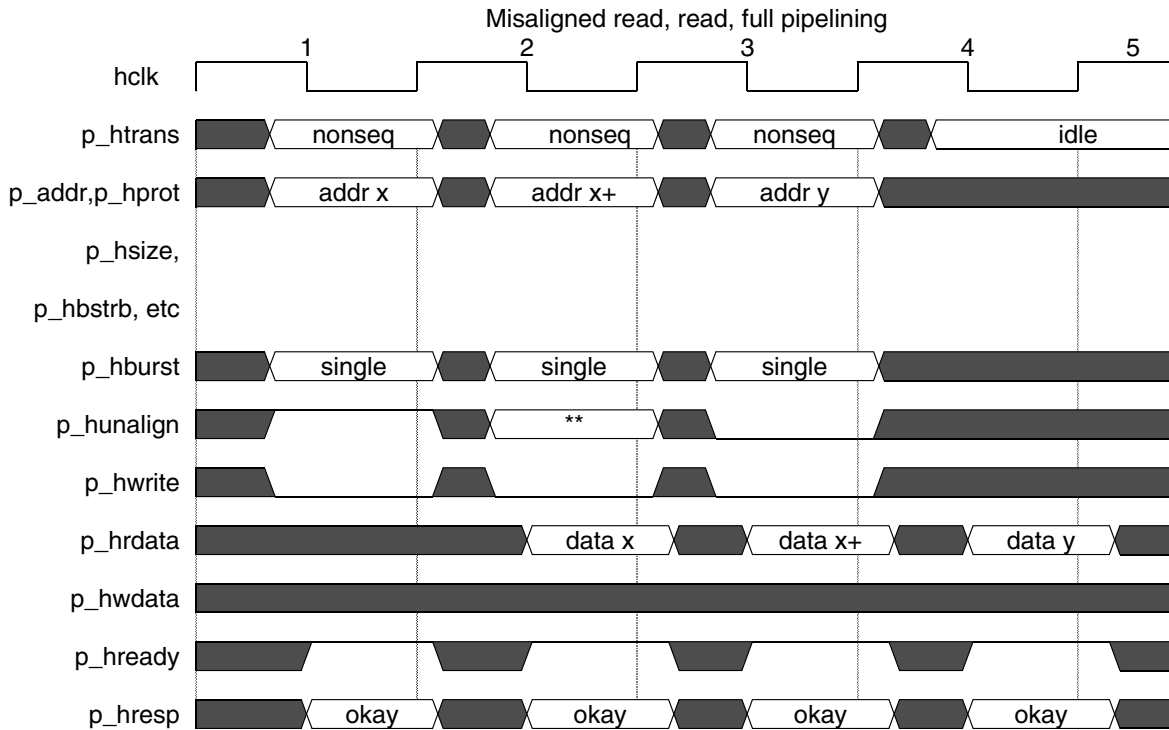 Misaligned read, read, full pipelining
1 2 3 4 5
hclk
p_htrans nonseq nonseq nonseq idle
p_addr,p_hprot addr x addr x+ addr y
p_hsize,
p_hbstrb, etc
p_hburst single single single
p_hunalign **
p_hwrite
p_hrdata data x data x+ data y
p_hwdata
p_hready
p_hresp okay okay okay okay